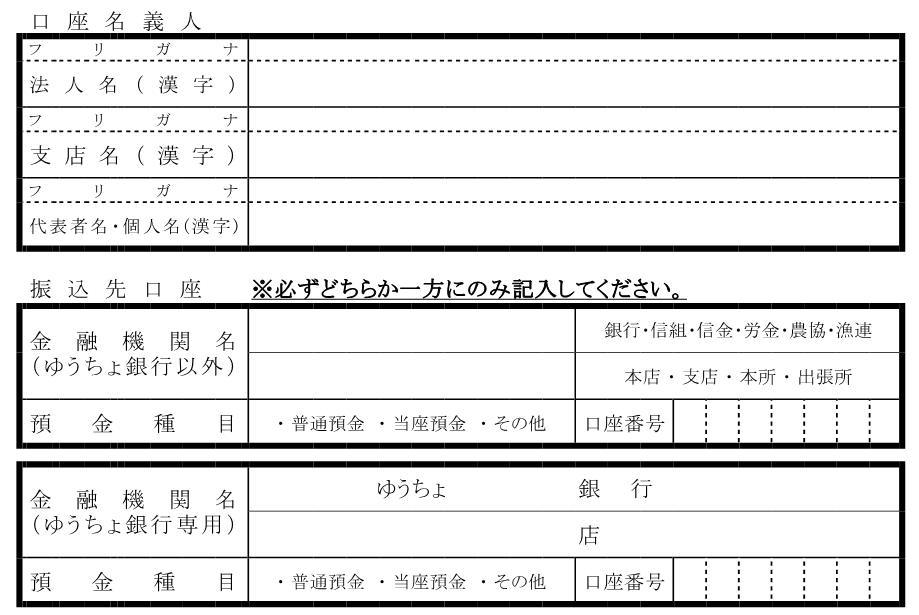 口座名義人
フリガナ
法人名(漢字)
フリガナ
支店名(漢字)
フリガナ
代表者名・個人名(漢字)
振込先口座 ※必ずどちらか一方にのみ記入してください。
金融機関名
(ゆうちょ銀行以外)
銀行・信組・信金・労金・農協・漁連
本店・支店・本所・出張所
預金種目 ・普通預金 ・当座預金 ・その他 口座番号
金融機関名
(ゆうちょ銀行専用)
ゆうちょ 銀行
店
預金種目 ・普通預金 ・当座預金 ・その他 口座番号